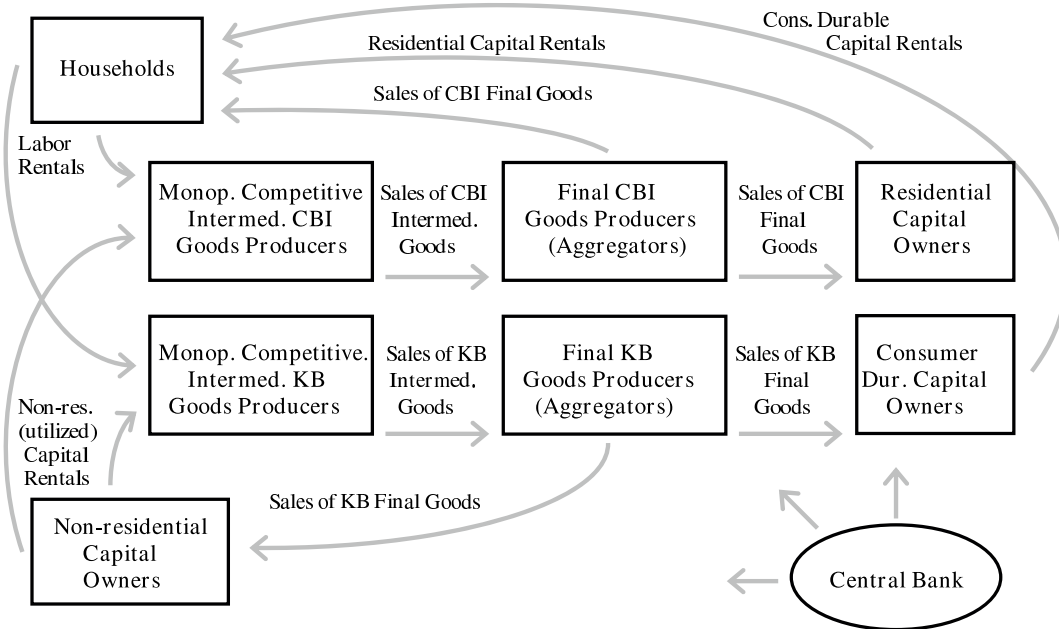 Cons. Durable
Capital Rentals
Residential Capital Rentals
Households
Sales of CBI Final Goods
Labor
Rentals
Monop. Competitive
Intermed. CBI
Goods Producers
Sales of CBI
Intermed.
Goods
Final CBI
Goods Producers
(Aggregators)
Sales of CBI
Final
Goods
Residential
Capital
Owners
Monop. Competitive.
Intermed. KB
Goods Producers
Sales of KB
Intermed.
Goods
Final KB
Goods Producers
(Aggregators)
Sales of KB
Final
Goods
Consumer
Dur. Capital
Owners
Non-res.
(utilized)
Capital
Rentals
Sales of KB Final Goods
Non-residential
Capital
Owners
Central Bank